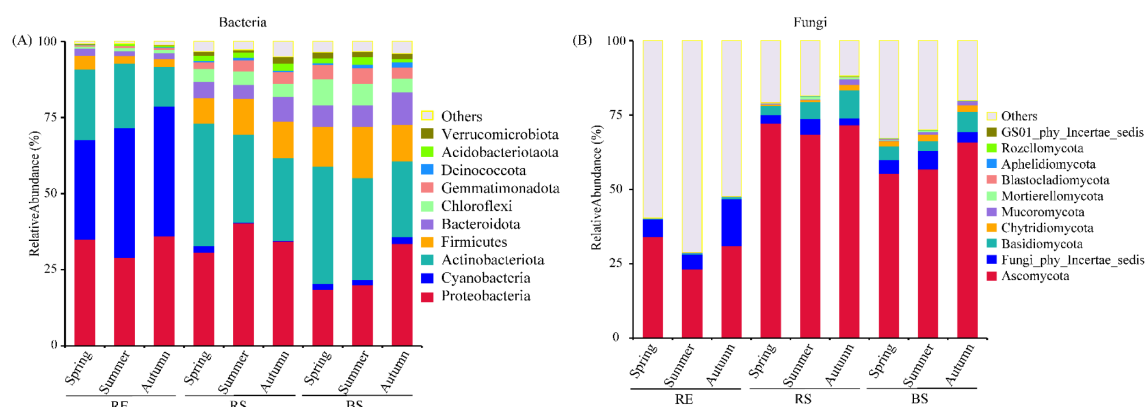 Bacteria
(A)
RelativeAbundance (%)
100
75
50
25
0
Spring
Summer
Autumn
Spring
Summer
Autumn
Spring
Summer
Autumn
RE
RS
BS
Others
Verrucomicrobiota
Acidobacteriotaota
Deinococcota
Gemmatimonadota
Chloroflexi
Bacteroidota
Firmicutes
Actinobacteriota
Cyanobacteria
Proteobacteria
Fungi
(B)
RelativeAbundance (%)
100
75
50
25
0
Spring
Summer
Autumn
Spring
Summer
Autumn
Spring
Summer
Autumn
RE
RS
BS
Others
GS01_phy_Incertae_sedis
Rozellomycota
Aphelidiomycota
Blastocladiomycota
Mortierellomycota
Mucoromycota
Chytridiomycota
Basidiomycota
Fungi_phy_Incertae_sedis
Ascomycota